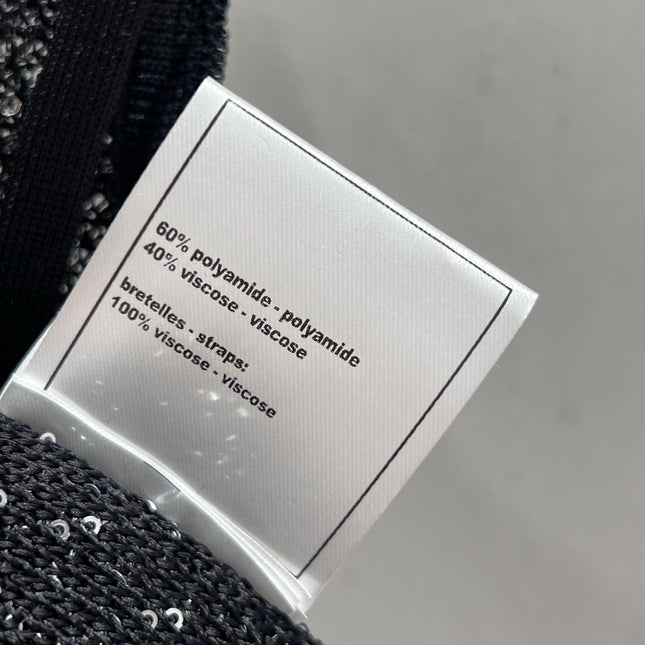 60% polyamide - polyamide
40% viscose - viscose
bretelles - straps:
100% viscose - viscose